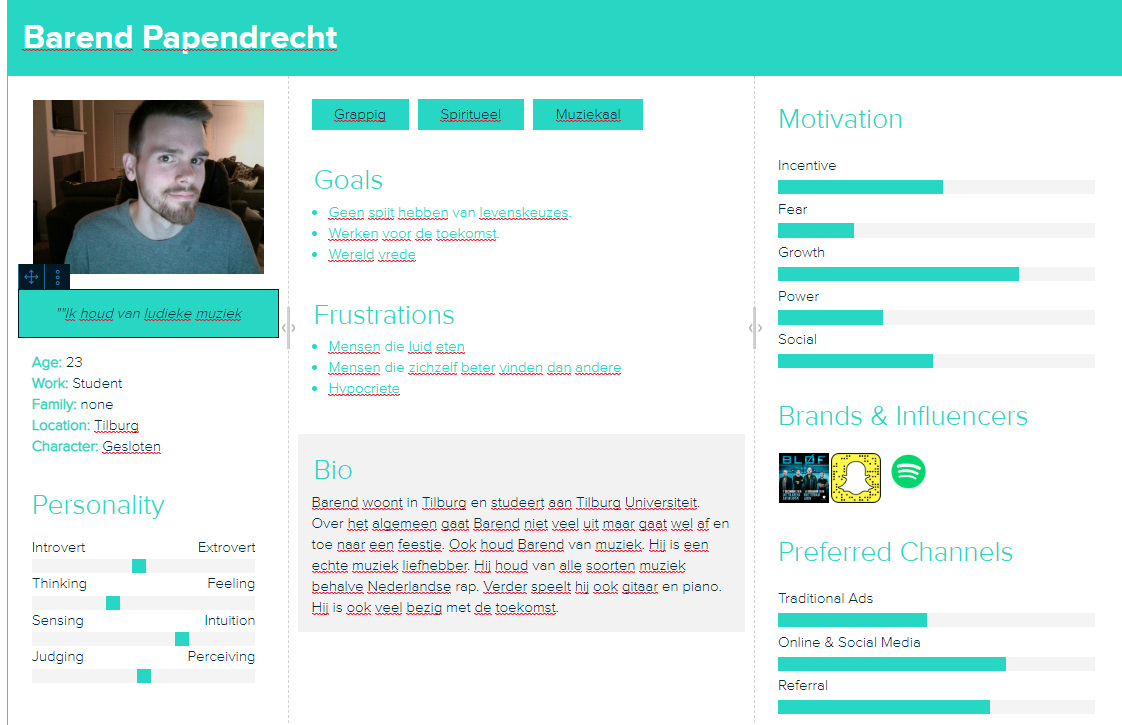 Barend Papendrecht
""Ik houd van ludieke muziek
Age: 23
Work: Student
Family: none
Location: Tilburg
Character: Gesloten
Personality
Introvert Extrovert
Thinking Feeling
Sensing Intuition
Judging Perceiving
Grappig Spiritueel Muziekaal
Goals
Geen spijt hebben van levenskeuzes.
Werken voor de toekomst.
Wereld vrede
Frustrations
Mensen die luid eten
Mensen die zichzelf beter vinden dan andere
Hypocriete
Bio
Barend woont in Tilburg en studeert aan Tilburg Universiteit.
Over het algemeen gaat Barend niet veel uit maar gaat wel af en
toe naar een feestje. Ook houd Barend van muziek. Hij is een
echte muziek liefhebber. Hij houd van alle soorten muziek
behalve Nederlandse rap. Verder speelt hij ook gitaar en piano.
Hij is ook veel bezig met de toekomst.
Motivation
Incentive
Fear
Growth
Power
Social
Brands & Influencers
BLØF
Preferred Channels
Traditional Ads
Online & Social Media
Referral